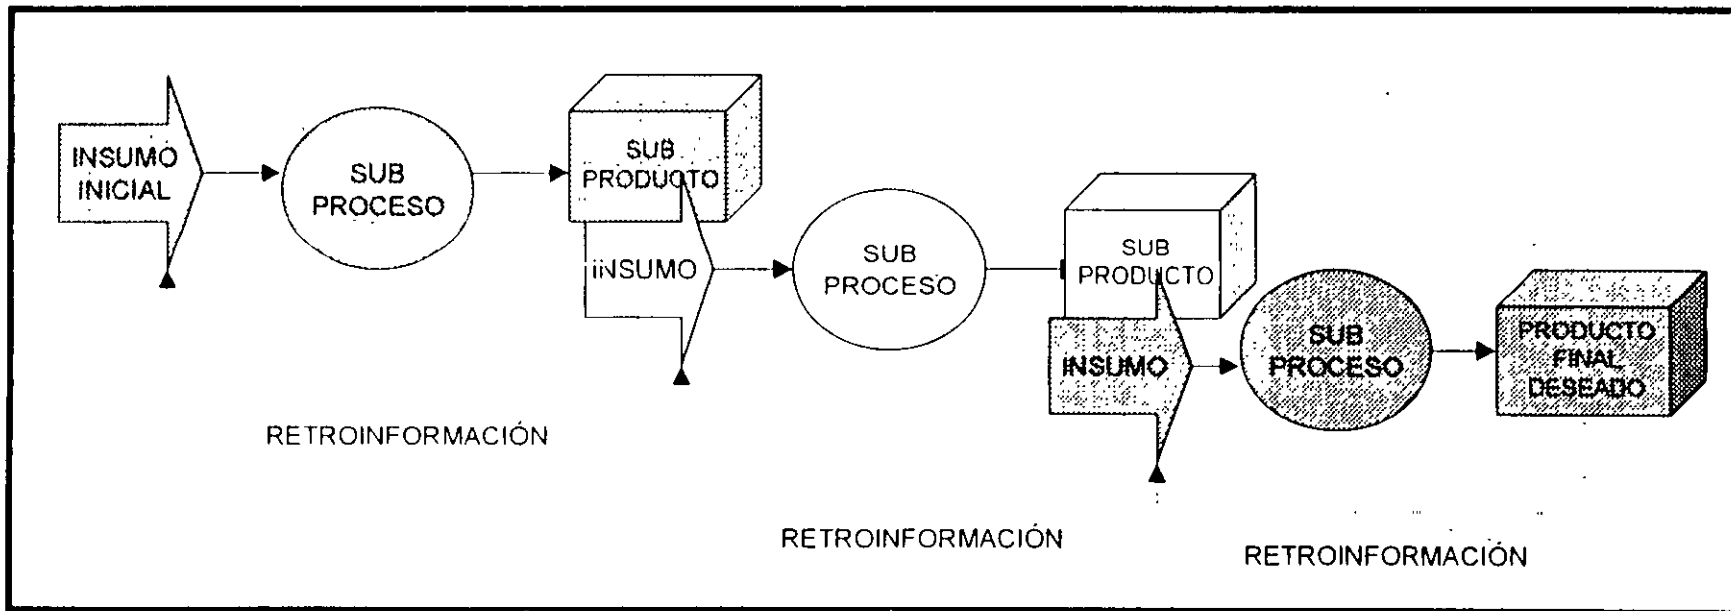 INSUMO
INICIAL
SUB
PROCESO
SUB
PRODUCTO
INSUMO
SUB
PROCESO
SUB
PRODUCTO
INSUMO
SUB
PROCESO
PRODUCTO
FINAL
DESEADO
RETROINFORMACIÓN
RETROINFORMACIÓN
RETROINFORMACIÓN